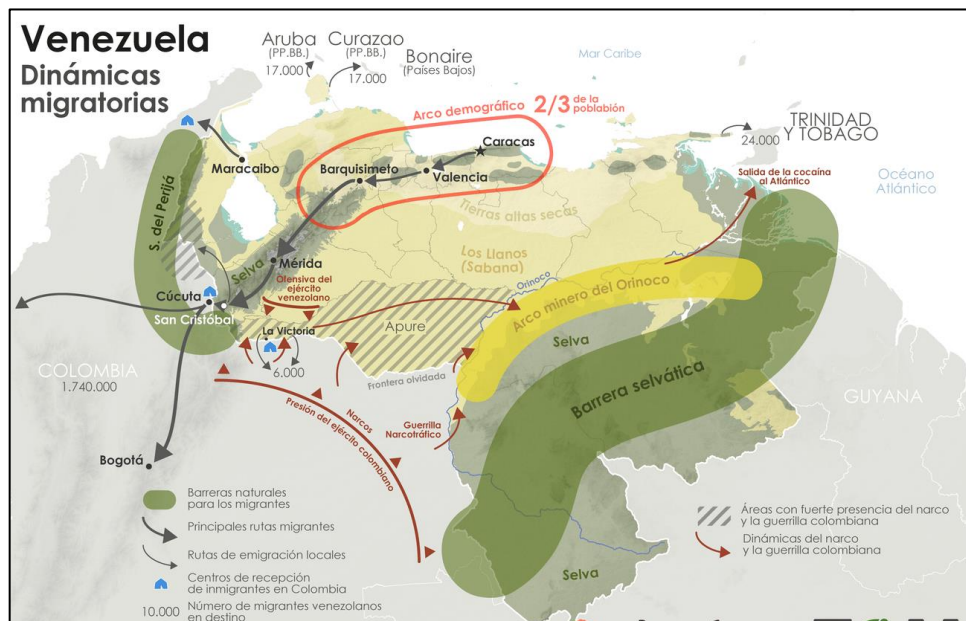 Venezuela
Dinámicas
migratorias
Aruba
(PP.BB.)
17.000
Curazao
(PP.BB.)
17.000
Bonaire
(Países Bajos)
Mar Caribe
Arco demográfico 2/3 de la
poblabión
TRINIDAD
Y TOBAGO
24.000
Océano
Atlántico
Salida de la cocaína
al Atlántico
Caracas
Valencia
Barquisimeto
Maracaibo
S. del Perijá
Tierras altas secas
Los Llanos
(Sabana)
Selva
Mérida
Ofensiva del
ejército
venezolano
Orinoco
Arco minero del Orinoco
Cúcuta
San Cristóbal
La Victoria
Apure
6.000
Frontera olvidada
Selva
Barrera selvática
COLOMBIA
1.740.000
GUYANA
Narcos
Presión del ejército colombiano
Guerrilla
Narcotráfico
Bogotá
Selva
Barreras naturales
para los migrantes
Principales rutas migrantes
Rutas de emigración locales
Centros de recepción
de inmigrantes en Colombia
10.000 Número de migrantes venezolanos
en destino
Áreas con fuerte presencia del narco
y la guerrilla colombiana
Dinámicas del narco
y la guerrilla colombiana